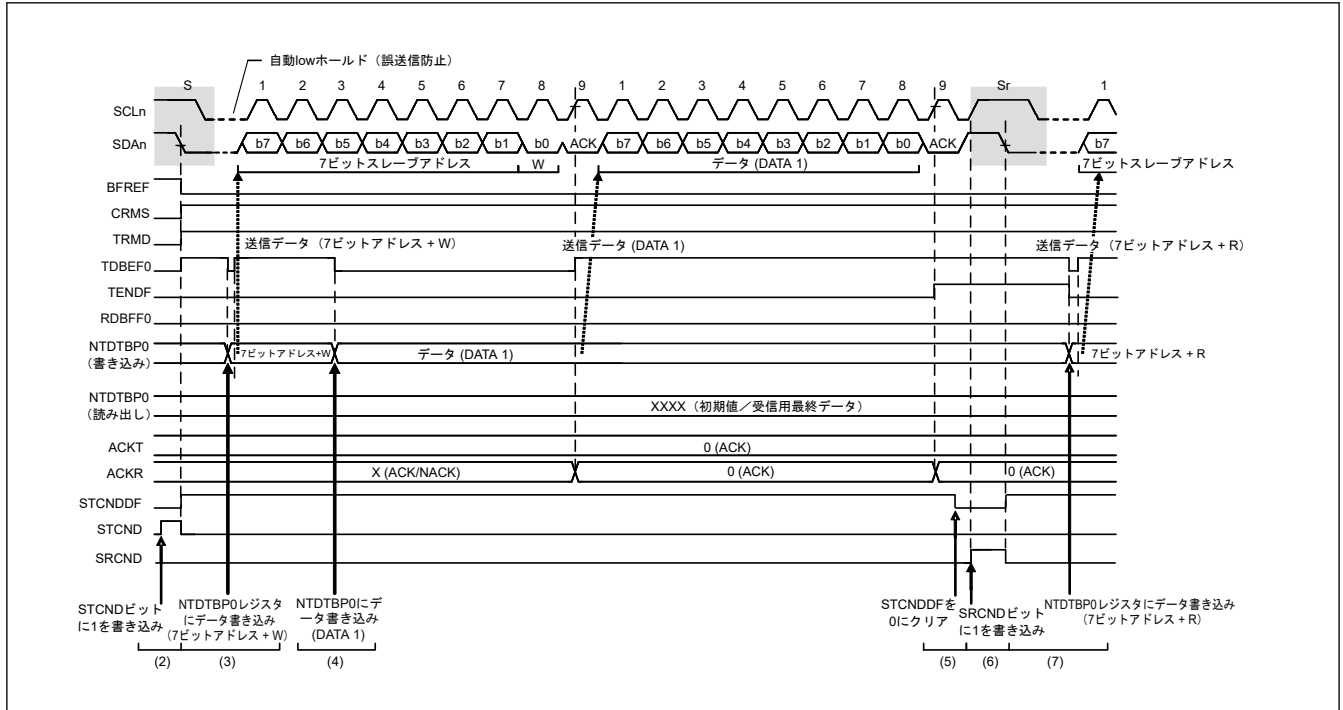 自動lowホールド（誤送信防止）
S 1 2 3 4 5 6 7 8 9 1 2 3 4 5 6 7 8 9 Sr 1
SCLn
SDAn b7 b6 b5 b4 b3 b2 b1 b0 ACK b7 b6 b5 b4 b3 b2 b1 b0 ACK b7
7ビットスレーブアドレス W データ (DATA 1) 7ビットスレーブアドレス
BFREF
CRMS
TRMD
送信データ（7ビットアドレス + W） 送信データ (DATA 1) 送信データ（7ビットアドレス + R）
TDBEF0
TENDF
RDBFF0
NTDTBP0
（書き込み） 7ビットアドレス+W データ (DATA 1) 7ビットアドレス + R
NTDTBP0
（読み出し） XXXX（初期値／受信用最終データ）
ACKT 0 (ACK)
ACKR X (ACK/NACK) 0 (ACK) 0 (ACK)
STCNDDF
STCND
SRCND
STCNDビット
に1を書き込み
NTDTBP0レジスタ
にデータ書き込み
（7ビットアドレス + W）
NTDTBP0にデ
ータ書き込み
(DATA 1)
STCNDDFを
0にクリア
SRCNDビット
に1を書き込み
NTDTBP0レジスタにデータ書き込み
（7ビットアドレス + R）
(2) (3) (4) (5) (6) (7)